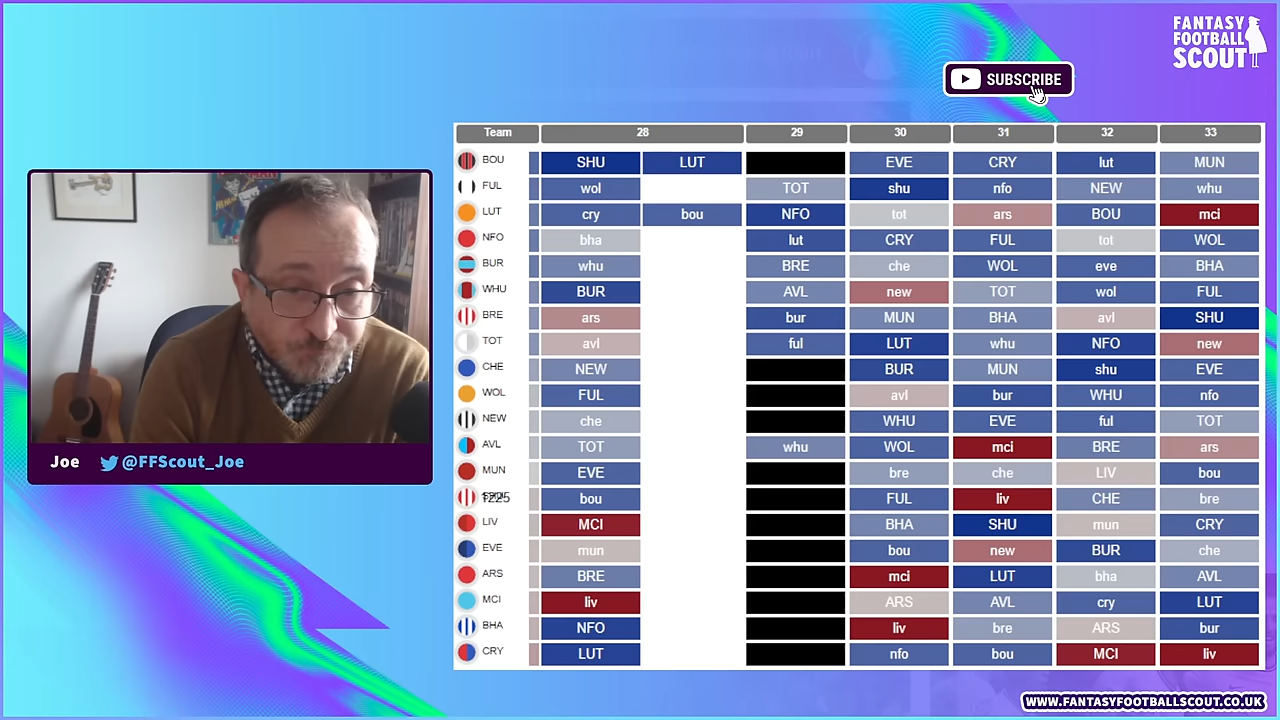 FANTASY
FOOTBALL
SCOUT
SUBSCRIBE
Team 28 29 30 31 32 33
BOU SHU LUT EVE CRY lut MUN
FUL wol TOT shu nfo NEW whu
LUT cry bou NFO tot ars BOU mci
NFO bha lut CRY FUL tot WOL
BUR whu BRE che WOL eve BHA
WHU BUR AVL new TOT wol FUL
BRE ars bur MUN BHA avl SHU
TOT avl ful LUT whu NFO new
CHE NEW BUR MUN shu EVE
WOL FUL avl bur WHU nfo
NEW che WHU EVE ful TOT
AVL TOT whu WOL mci BRE ars
MUN EVE bre che LIV bou
bou FUL liv CHE bre
LIV MCI BHA SHU mun CRY
EVE mun bou new BUR che
ARS BRE mci LUT bha AVL
MCI liv ARS AVL cry LUT
BHA NFO liv bre ARS bur
CRY LUT nfo bou MCI liv
Joe @FFScout_Joe
WWW.FANTASYFOOTBALLSCOUT.CO.UK